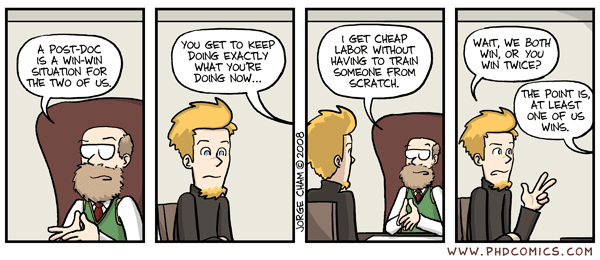 A POST-DOC
IS A WIN-WIN
SITUATION FOR
THE TWO OF US.
YOU GET TO KEEP
DOING EXACTLY
WHAT YOU'RE
DOING NOW...
I GET CHEAP
LABOR WITHOUT
HAVING TO TRAIN
SOMEONE FROM
SCRATCH.
JORGE CHAM © 2008
WAIT, WE BOTH
WIN, OR YOU
WIN TWICE?
THE POINT IS,
AT LEAST
ONE OF US
WINS.
WWW.PHDCOMICS.COM